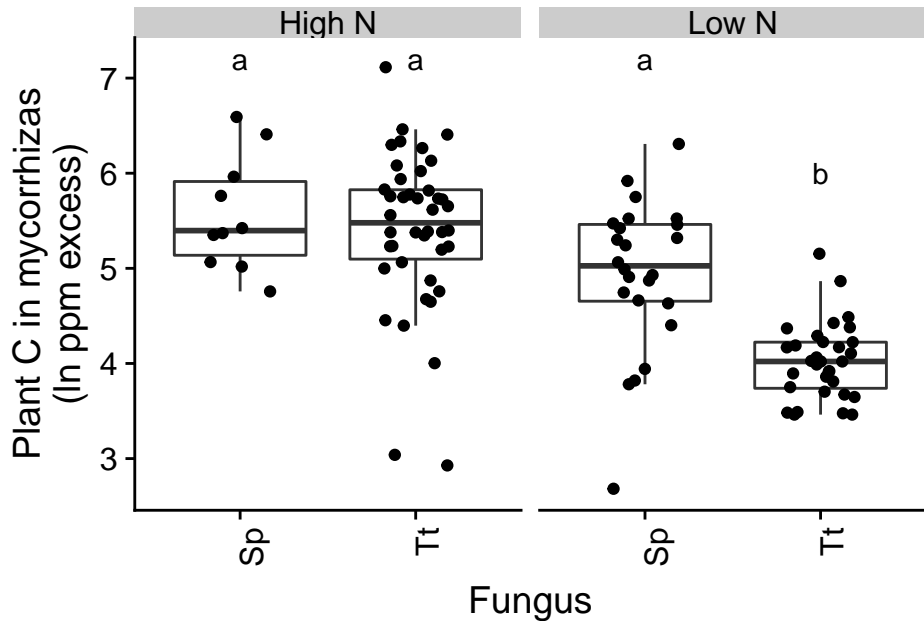 High N
Low N
a
a
a
b
7
6
5
4
3
Plant C in mycorrhizas
(ln ppm excess)
Sp
Tt
Sp
Tt
Fungus